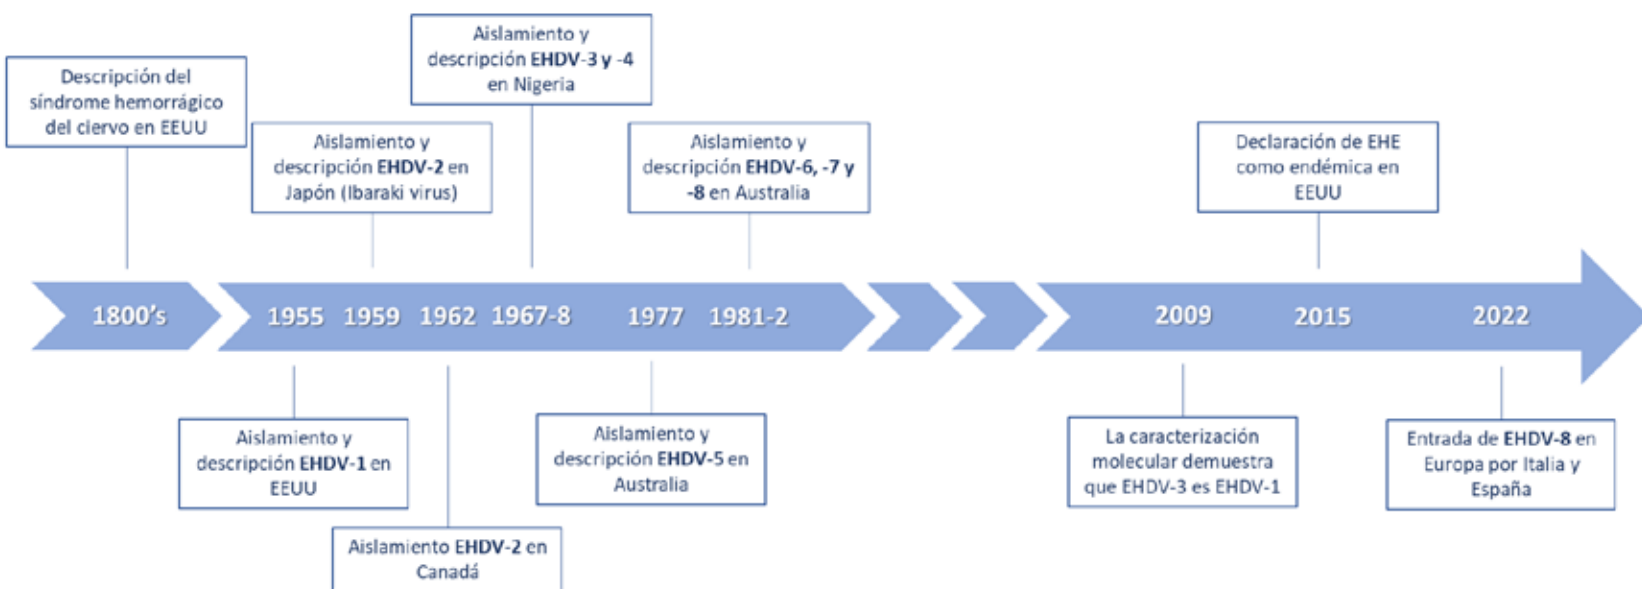 Descripción del
síndrome hemorrágico
del ciervo en EEUU
Aislamiento y
descripción EHDV-2 en
Japón (Ibaraki virus)
Aislamiento y
descripción EHDV-3 y -4
en Nigeria
Aislamiento y
descripción EHDV-6, -7 y
-8 en Australia
Declaración de EHE
como endémica en
EEUU
1800's
1955
1959
1962
1967-8
1977
1981-2
2009
2015
2022
Aislamiento y
descripción EHDV-1 en
EEUU
Aislamiento EHDV-2 en
Canadá
Aislamiento y
descripción EHDV-5 en
Australia
La caracterización
molecular demuestra
que EHDV-3 es EHDV-1
Entrada de EHDV-8 en
Europa por Italia y
España